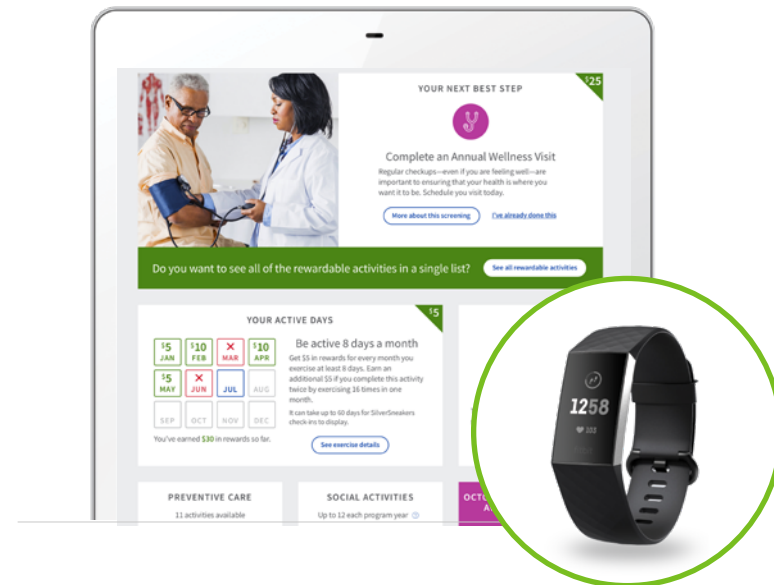 $25
YOUR NEXT BEST STEP
Complete an Annual Wellness Visit
Regular checkups—even if you are feeling well—are
important to ensuring that your health is where you
want it to be. Schedule you visit today.
More about this screening
I've already done this
Do you want to see all of the rewardable activities in a single list?
See all rewardable activities
$5
YOUR ACTIVE DAYS
$5 JAN
$10 FEB
X MAR
$10 APR
$5 MAY
X JUN
JUL
AUG
SEP
OCT
NOV
DEC
You've earned $30 in rewards so far.
Be active 8 days a month
Get $5 in rewards for every month you
exercise at least 8 days. Earn an
additional $5 if you complete this activity
twice by exercising 16 times in one
month.
It can take up to 60 days for SilverSneakers
check ins to display.
See exercise details
PREVENTIVE CARE
11 activities available
SOCIAL ACTIVITIES
Up to 12 each program year
1258
103